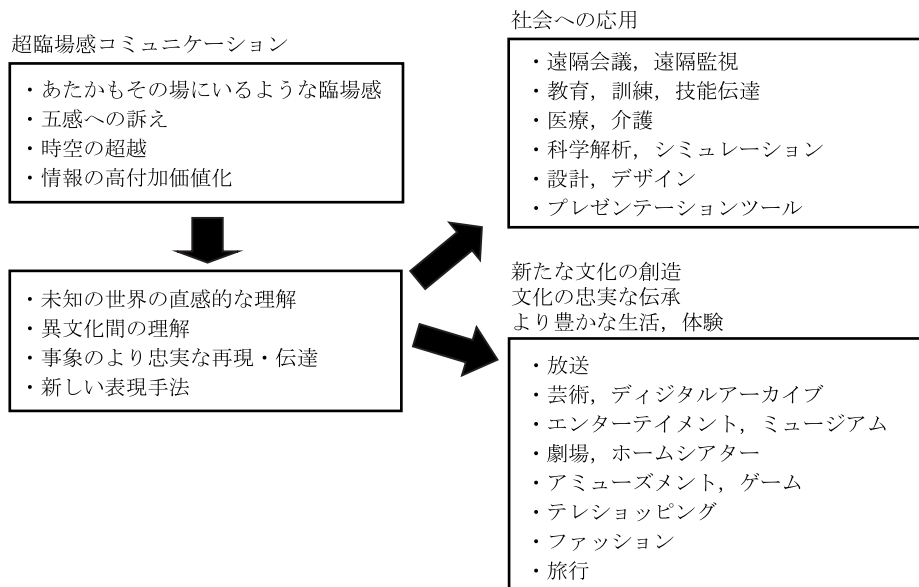 超臨場感コミュニケーション
・あたかもその場にいるような臨場感
・五感への訴え
・時空の超越
・情報の高付加価値化
・未知の世界の直感的な理解
・異文化間の理解
・事象のより忠実な再現・伝達
・新しい表現手法
社会への応用
・遠隔会議，遠隔監視
・教育，訓練，技能伝達
・医療，介護
・科学解析，シミュレーション
・設計，デザイン
・プレゼンテーションツール
新たな文化の創造
文化の忠実な伝承
より豊かな生活，体験
・放送
・芸術，ディジタルアーカイブ
・エンターテイメント，ミュージアム
・劇場，ホームシアター
・アミューズメント，ゲーム
・テレショッピング
・ファッション
・旅行